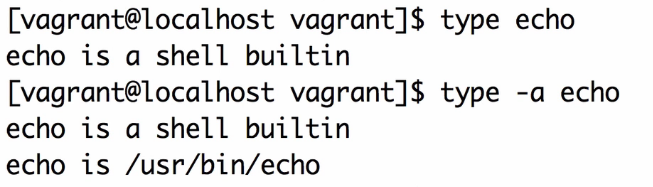 [vagrant@localhost vagrant]$ type echo
echo is a shell builtin
[vagrant@localhost vagrant]$ type -a echo
echo is a shell builtin
echo is /usr/bin/echo